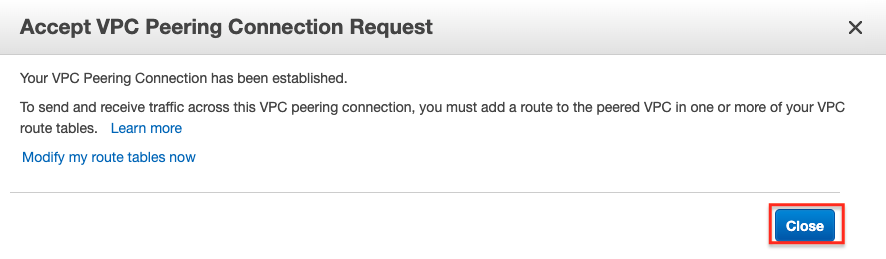 Accept VPC Peering Connection Request
Your VPC Peering Connection has been established.
To send and receive traffic across this VPC peering connection, you must add a route to the peered VPC in one or more of your VPC
route tables. Learn more
Modify my route tables now
Close